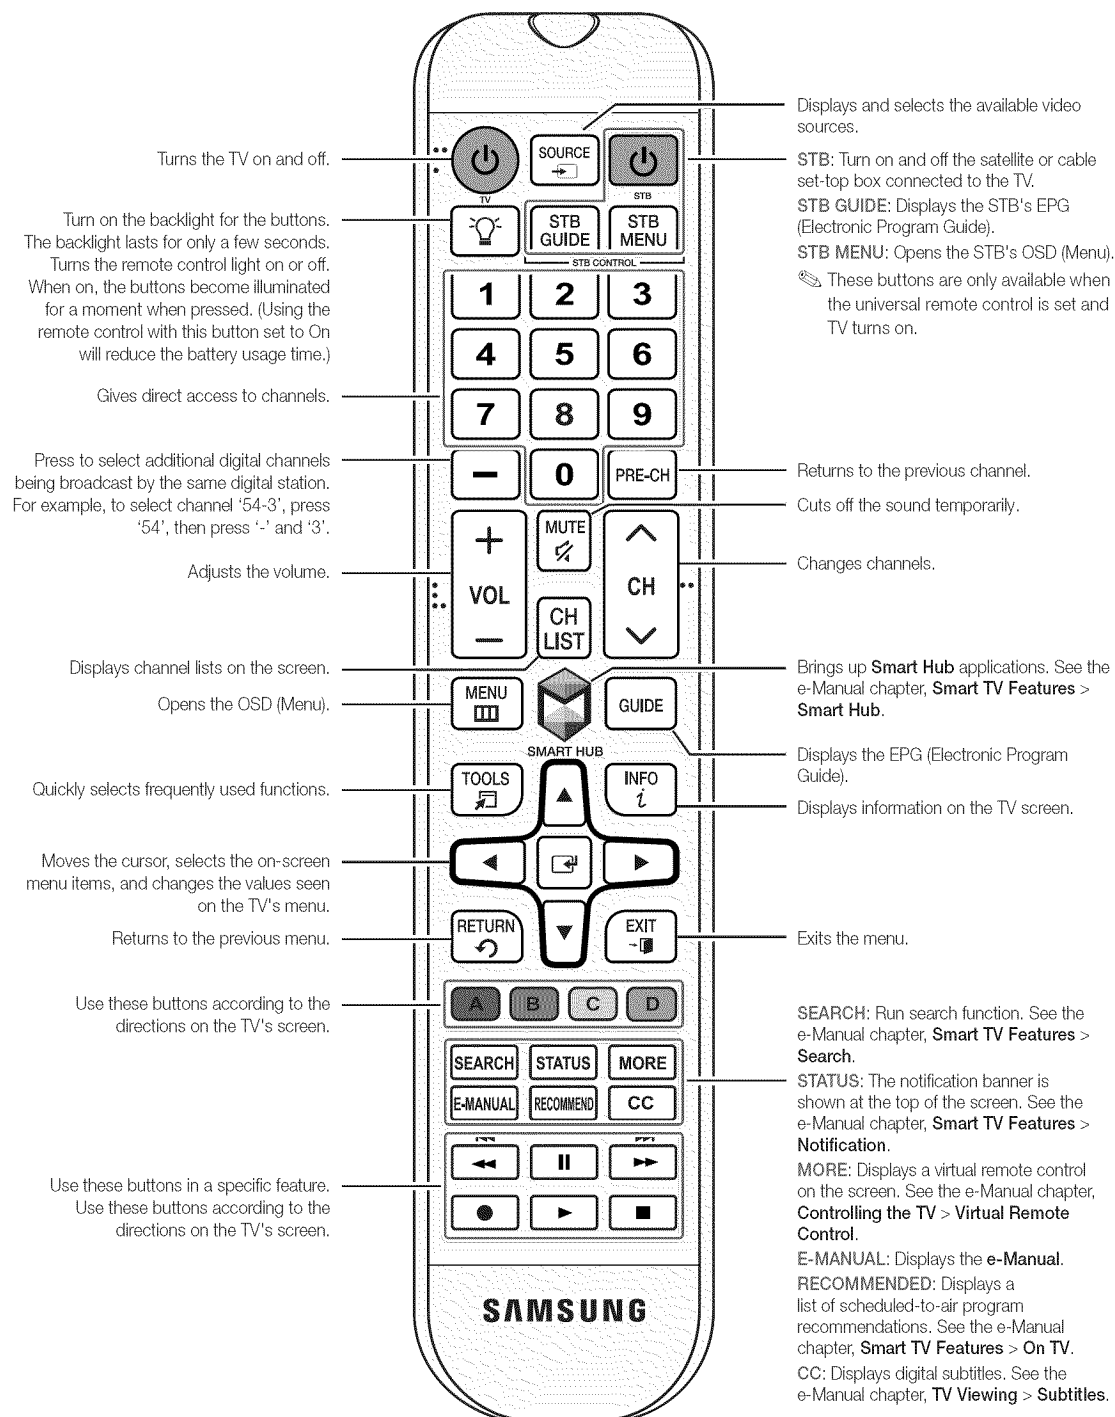 Turns the TV on and off.
Turn on the backlight for the buttons.
The backlight lasts for only a few seconds.
Turns the remote control light on or off.
When on, the buttons become illuminated
for a moment when pressed. (Using the
remote control with this button set to On
will reduce the battery usage time.)
Gives direct access to channels.
Press to select additional digital channels
being broadcast by the same digital station.
For example, to select channel ‘54-3’, press
‘54’, then press ‘-’ and ‘3’.
Adjusts the volume.
Displays channel lists on the screen.
Opens the OSD (Menu).
Quickly selects frequently used functions.
Moves the cursor, selects the on-screen
menu items, and changes the values seen
on the TV's menu.
Returns to the previous menu.
Use these buttons according to the
directions on the TV's screen.
Use these buttons in a specific feature.
Use these buttons according to the
directions on the TV's screen.
TV
SOURCE
STB
STB
GUIDE
STB
MENU
STB CONTROL
1 2 3
4 5 6
7 8 9
– 0 PRE-CH
+
VOL
–
MUTE
CH
LIST
CH
MENU
SMART HUB
GUIDE
TOOLS
INFO
i
RETURN
EXIT
A B C D
SEARCH STATUS MORE
E-MANUAL RECOMMEND CC
SAMSUNG
Displays and selects the available video
sources.
STB: Turn on and off the satellite or cable
set-top box connected to the TV.
STB GUIDE: Displays the STB's EPG
(Electronic Program Guide).
STB MENU: Opens the STB's OSD (Menu).
These buttons are only available when
the universal remote control is set and
TV turns on.
Returns to the previous channel.
Cuts off the sound temporarily.
Changes channels.
Brings up Smart Hub applications. See the
e-Manual chapter, Smart TV Features >
Smart Hub.
Displays the EPG (Electronic Program
Guide).
Displays information on the TV screen.
Exits the menu.
SEARCH: Run search function. See the
e-Manual chapter, Smart TV Features >
Search.
STATUS: The notification banner is
shown at the top of the screen. See the
e-Manual chapter, Smart TV Features >
Notification.
MORE: Displays a virtual remote control
on the screen. See the e-Manual chapter,
Controlling the TV > Virtual Remote
Control.
E-MANUAL: Displays the e-Manual.
RECOMMENDED: Displays a
list of scheduled-to-air program
recommendations. See the e-Manual
chapter, Smart TV Features > On TV.
CC: Displays digital subtitles. See the
e-Manual chapter, TV Viewing > Subtitles.